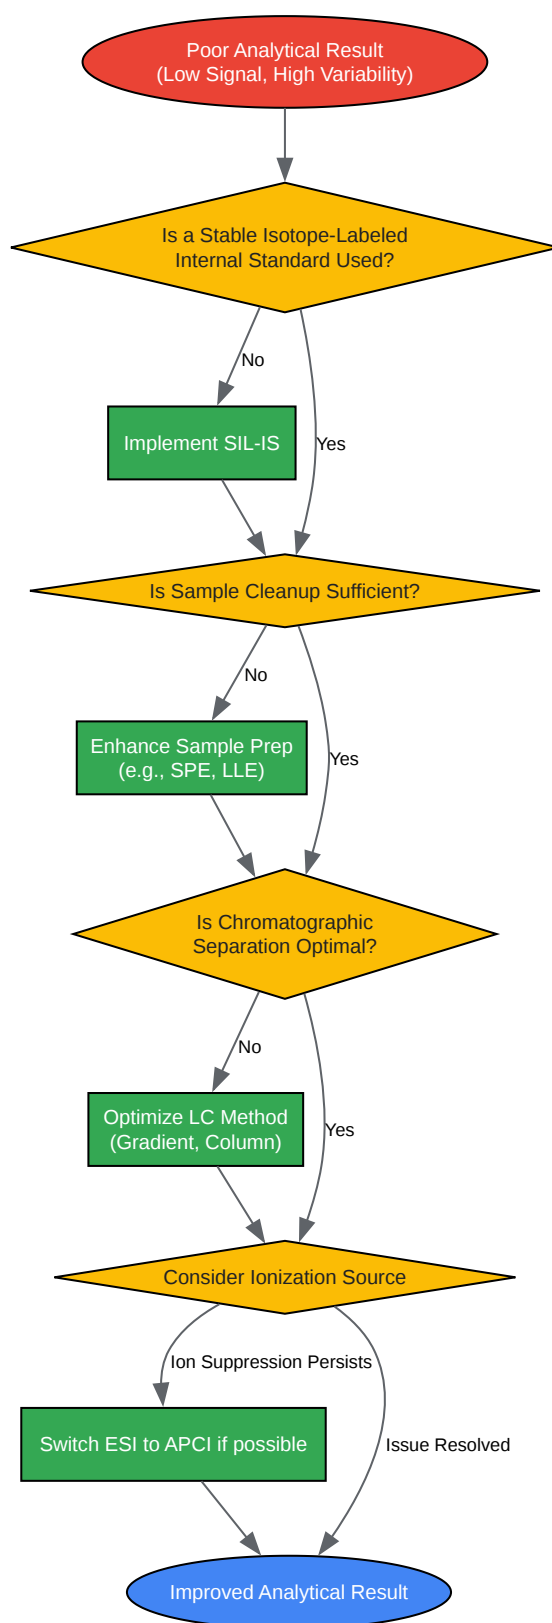 Poor Analytical Result
(Low Signal, High Variability)
Is a Stable Isotope-Labeled
Internal Standard Used?
No
Implement SIL-IS
Yes
Is Sample Cleanup Sufficient?
No
Enhance Sample Prep
(e.g., SPE, LLE)
Yes
Is Chromatographic
Separation Optimal?
No
Optimize LC Method
(Gradient, Column)
Yes
Consider Ionization Source
Ion Suppression Persists
Switch ESI to APCI if possible
Issue Resolved
Improved Analytical Result